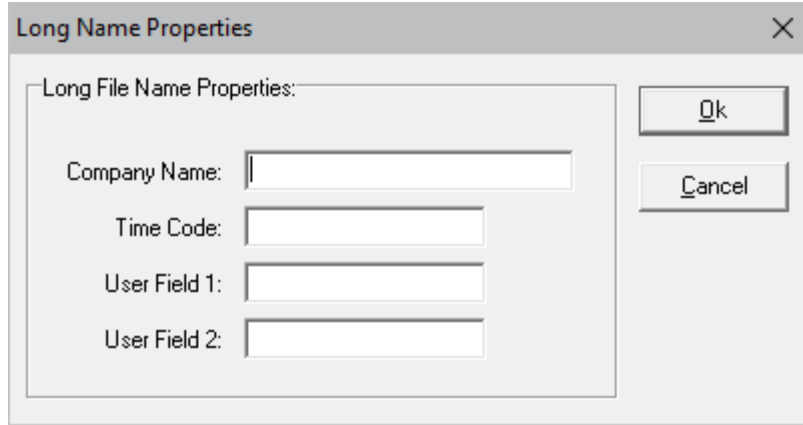 Long Name Properties
Long File Name Properties:
Ok
Company Name:
Cancel
Time Code:
User Field 1:
User Field 2: